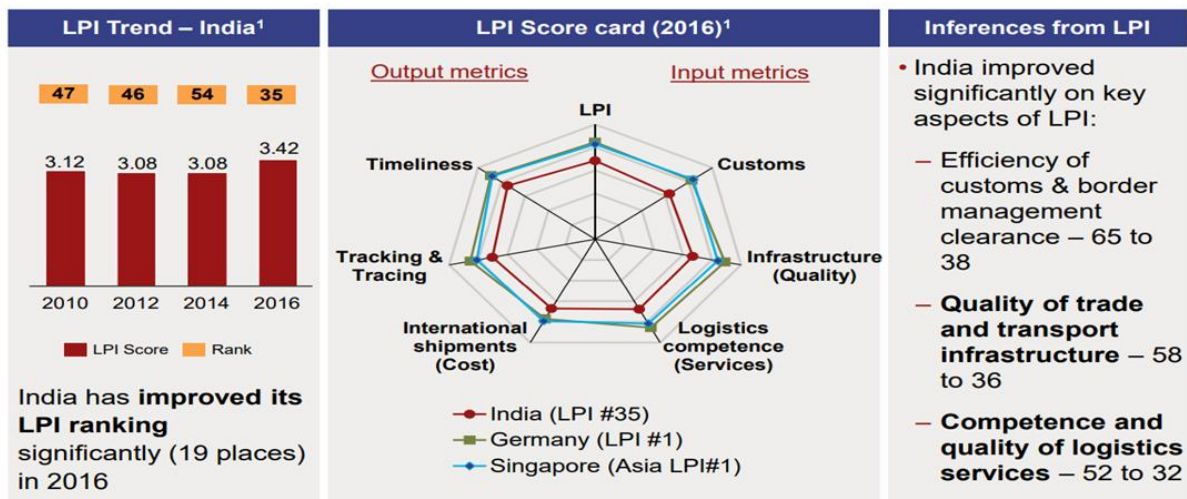 LPI Trend – India¹
47 46 54 35
3.12 3.08 3.08 3.42
2010 2012 2014 2016
LPI Score Rank
India has improved its
LPI ranking
significantly (19 places)
in 2016
LPI Score card (2016)¹
Output metrics Input metrics
LPI
Timeliness Customs
Tracking &
Tracing
Infrastructure
(Quality)
International
shipments
(Cost)
Logistics
competence
(Services)
India (LPI #35)
Germany (LPI #1)
Singapore (Asia LPI#1)
Inferences from LPI
• India improved
significantly on key
aspects of LPI:
– Efficiency of
customs & border
management
clearance – 65 to
38
– Quality of trade
and transport
infrastructure – 58
to 36
– Competence and
quality of logistics
services – 52 to 32